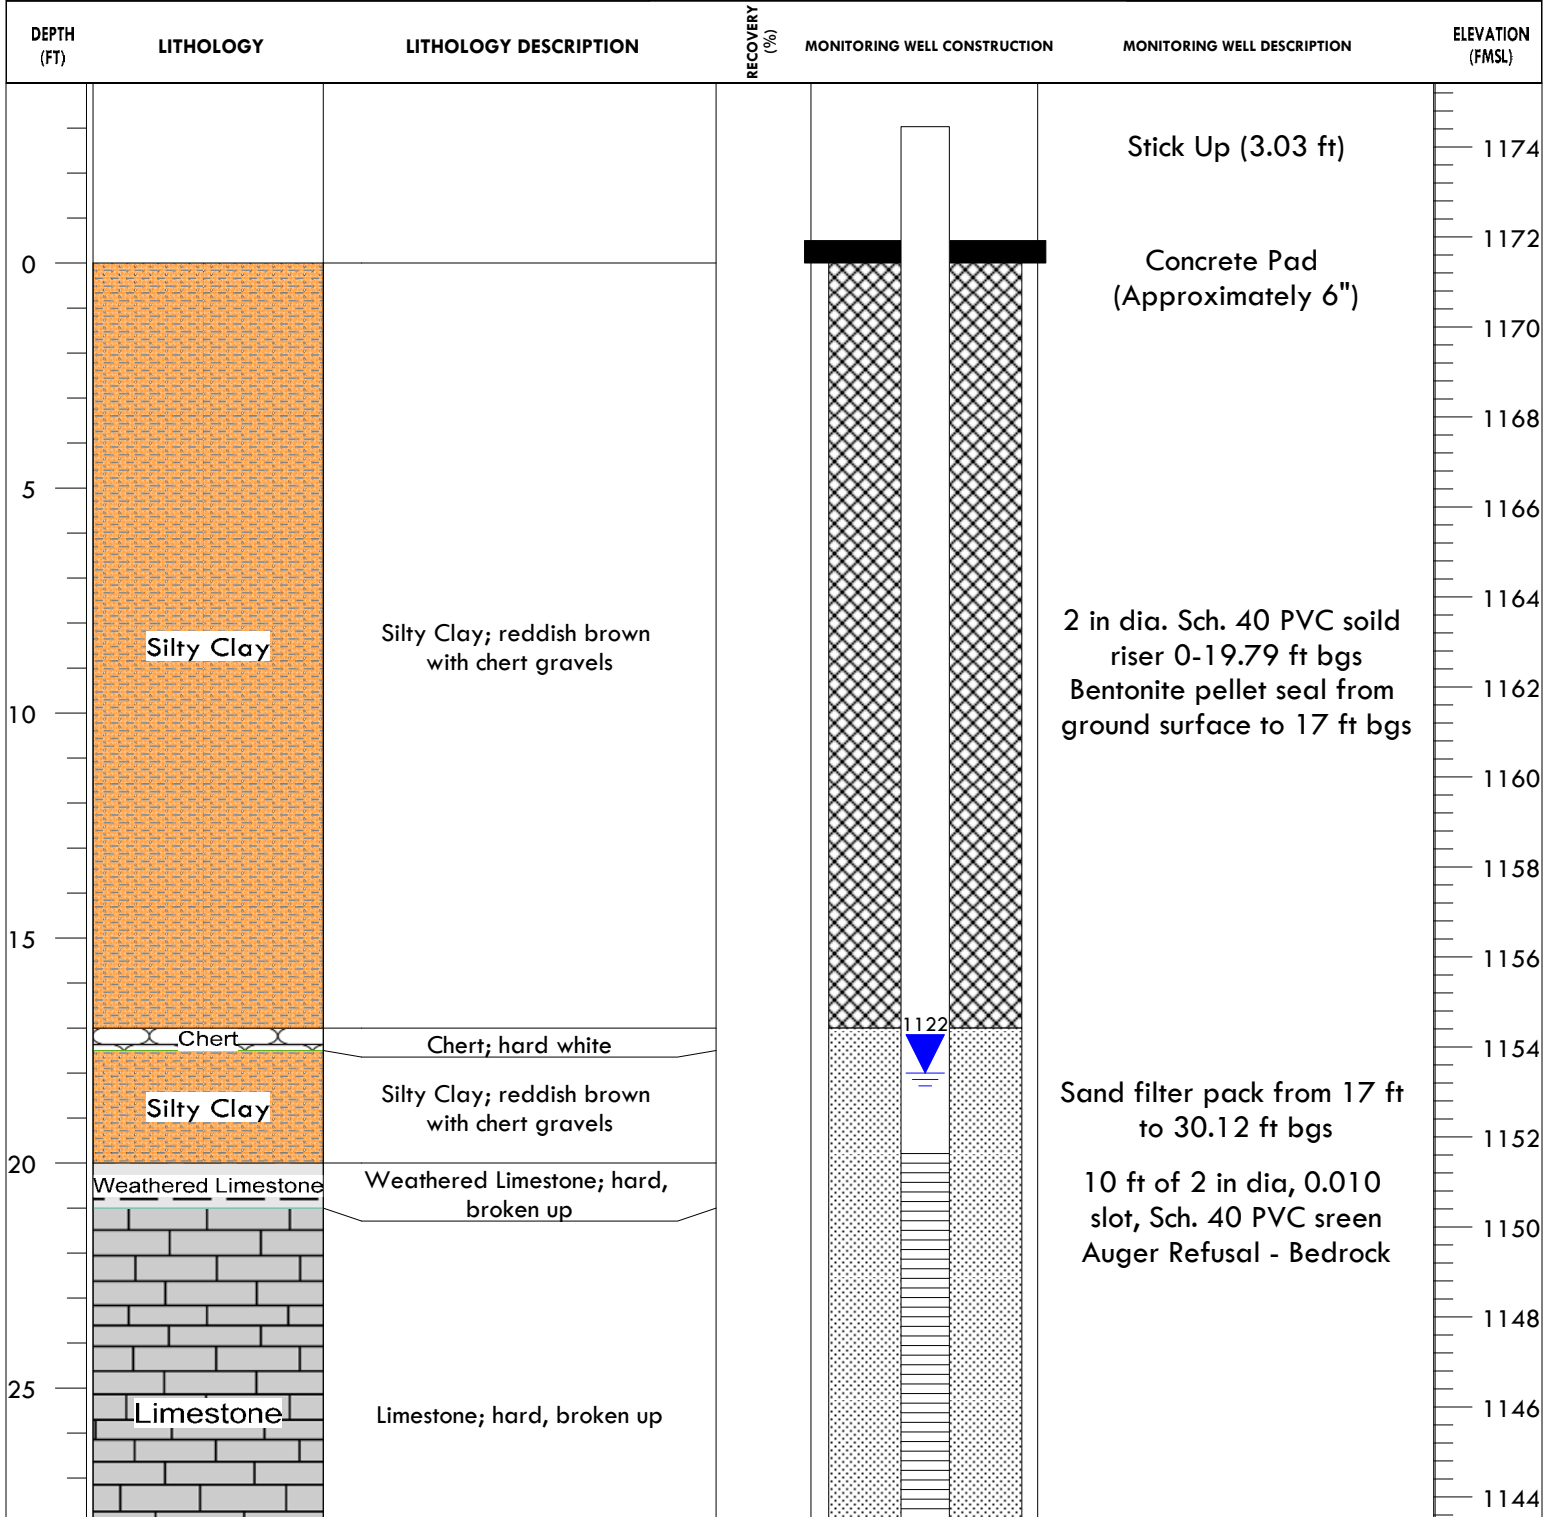 DEPTH
(FT)
LITHOLOGY
LITHOLOGY DESCRIPTION
RECOVERY
(%)
MONITORING WELL CONSTRUCTION
MONITORING WELL DESCRIPTION
ELEVATION
(FMSL)
Stick Up (3.03 ft)
1174
1172
0
Concrete Pad
(Approximately 6")
1170
1168
5
1166
1164
Silty Clay
Silty Clay; reddish brown
with chert gravels
2 in dia. Sch. 40 PVC soild
riser 0-19.79 ft bgs
Bentonite pellet seal from
ground surface to 17 ft bgs
1162
10
1160
1158
15
1156
1122
Chert
Chert; hard white
1154
Silty Clay
Silty Clay; reddish brown
with chert gravels
Sand filter pack from 17 ft
to 30.12 ft bgs
1152
20
Weathered Limestone
Weathered Limestone; hard,
broken up
10 ft of 2 in dia, 0.010
slot, Sch. 40 PVC sreen
Auger Refusal - Bedrock
1150
1148
25
Limestone
Limestone; hard, broken up
1146
1144